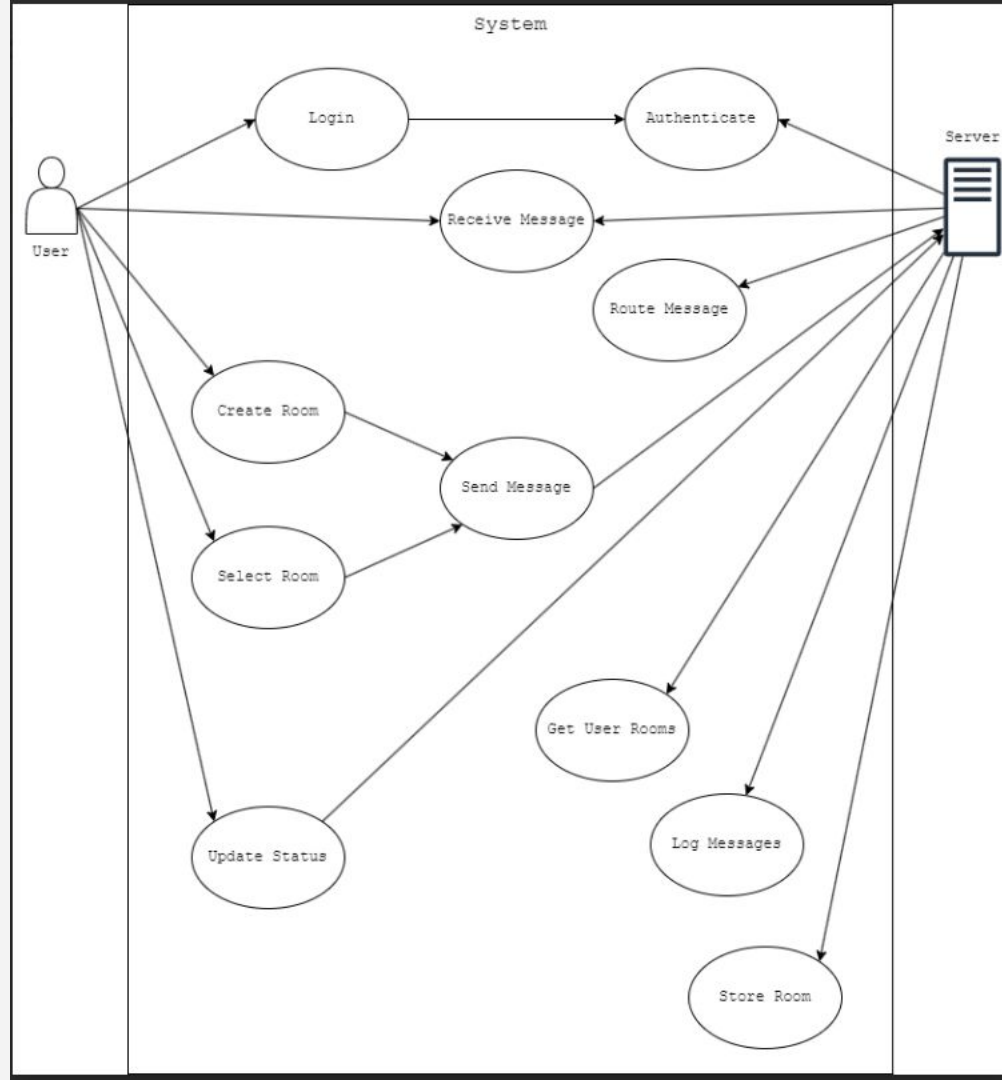 System
Login
Authenticate
Server
Receive Message
User
Route Message
Create Room
Send Message
Select Room
Get User Rooms
Log Messages
Update Status
Store Room